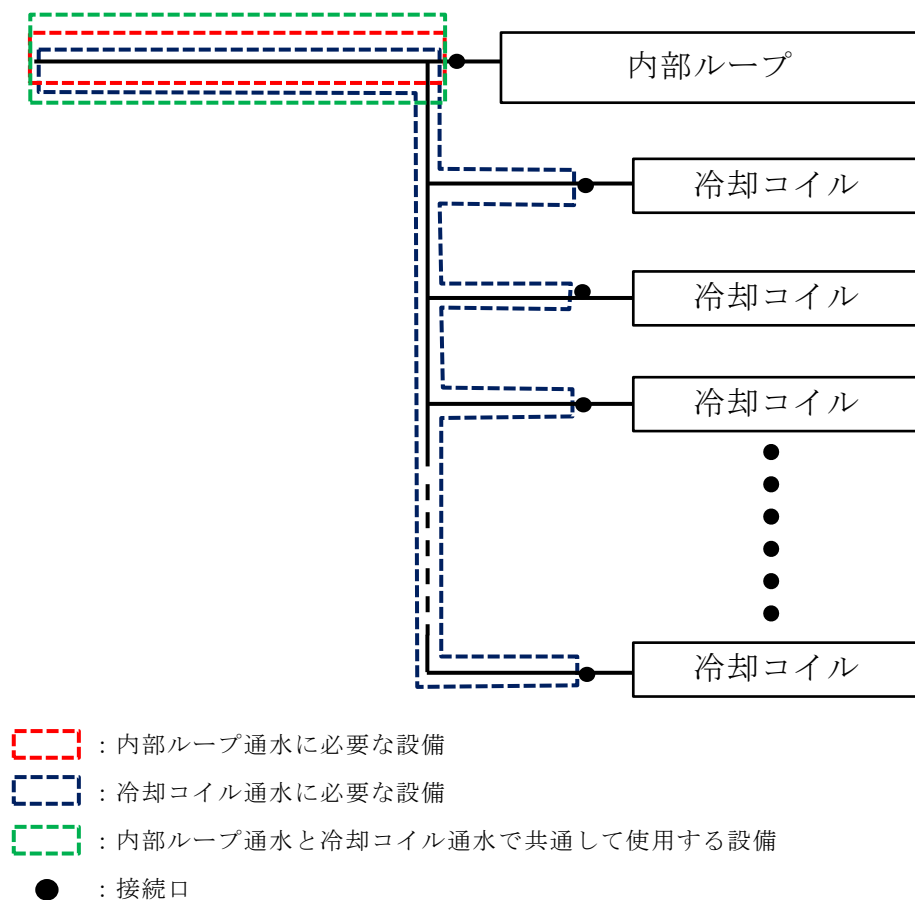 内部ループ
冷却コイル
冷却コイル
冷却コイル
冷却コイル
：内部ループ通水に必要な設備
：冷却コイル通水に必要な設備
：内部ループ通水と冷却コイル通水で共通して使用する設備
：接続口